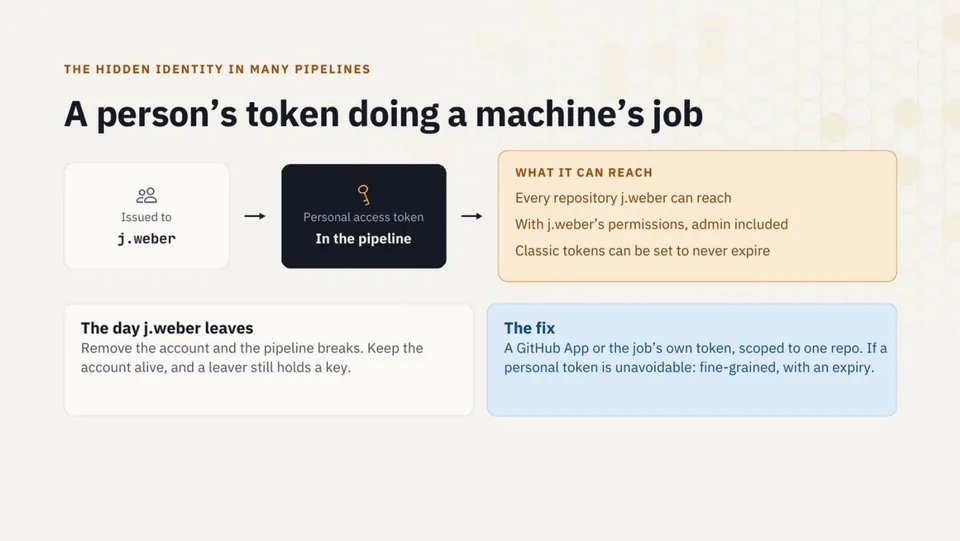 THE HIDDEN IDENTITY IN MANY PIPELINES
A person’s token doing a machine’s job
Issued to
j.weber
Personal access token
In the pipeline
WHAT IT CAN REACH
Every repository j.weber can reach
With j.weber’s permissions, admin included
Classic tokens can be set to never expire
The day j.weber leaves
Remove the account and the pipeline breaks. Keep the
account alive, and a leaver still holds a key.
The fix
A GitHub App or the job’s own token, scoped to one repo. If a
personal token is unavoidable: fine-grained, with an expiry.